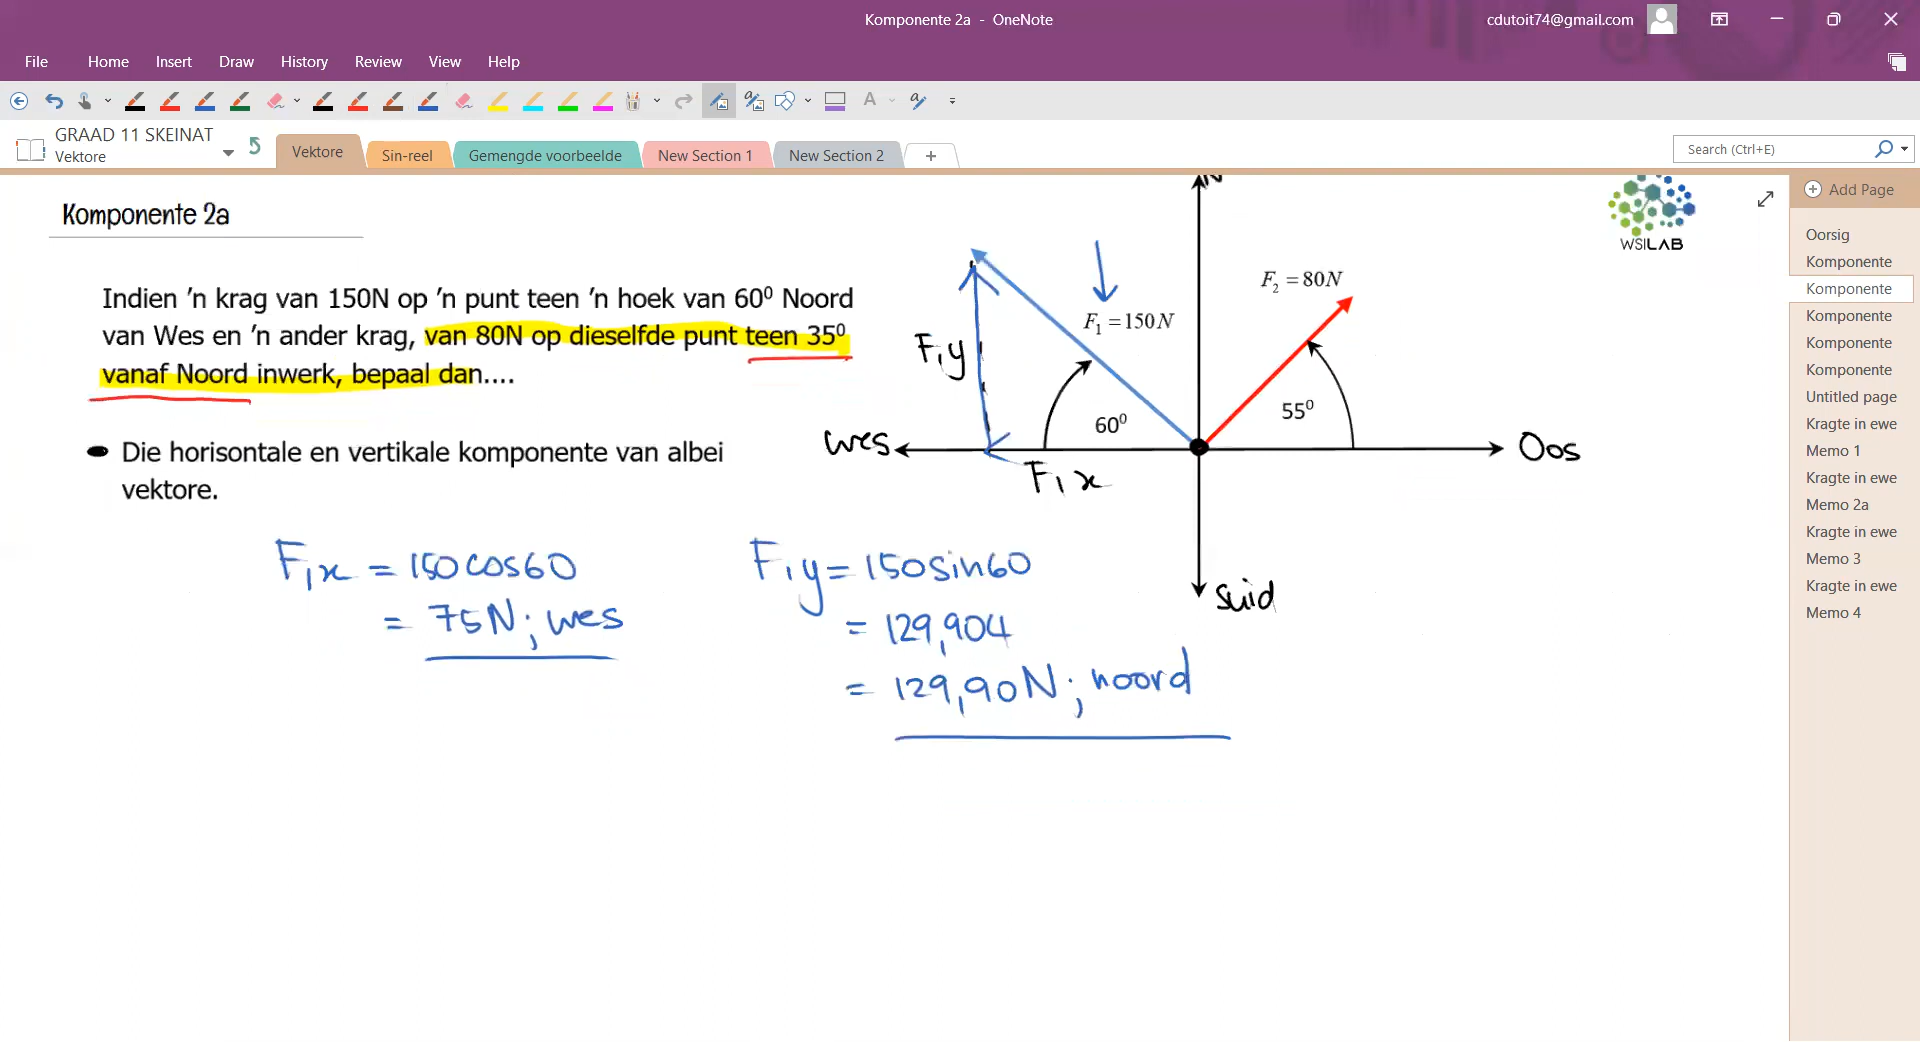 Komponente 2a - OneNote
cdutoit74@gmail.com
File Home Insert Draw History Review View Help
GRAAD 11 SKEINAT
Vektore
Vektore Sin-reel Gemengde voorbeelde New Section 1 New Section 2
Search (Ctrl+E)
Add Page
Oorsig
Komponente
Komponente
Komponente
Komponente
Komponente
Untitled page
Kragte in ewe
Memo 1
Kragte in ewe
Memo 2a
Kragte in ewe
Memo 3
Kragte in ewe
Memo 4
Komponente 2a
Indien 'n krag van 150N op 'n punt teen 'n hoek van 60⁰ Noord
van Wes en 'n ander krag, van 80N op dieselfde punt teen 35⁰
vanaf Noord inwerk, bepaal dan....
Die horisontale en vertikale komponente van albei
vektore.
N
WSILAB
F₂ = 80N
F₁ = 150N
F₁y
60⁰
55⁰
wes
Oos
F₁x
suid
F₁x = 150cos60
= 75N; wes
F₁y = 150sin60
= 129,904
= 129,90N; noord